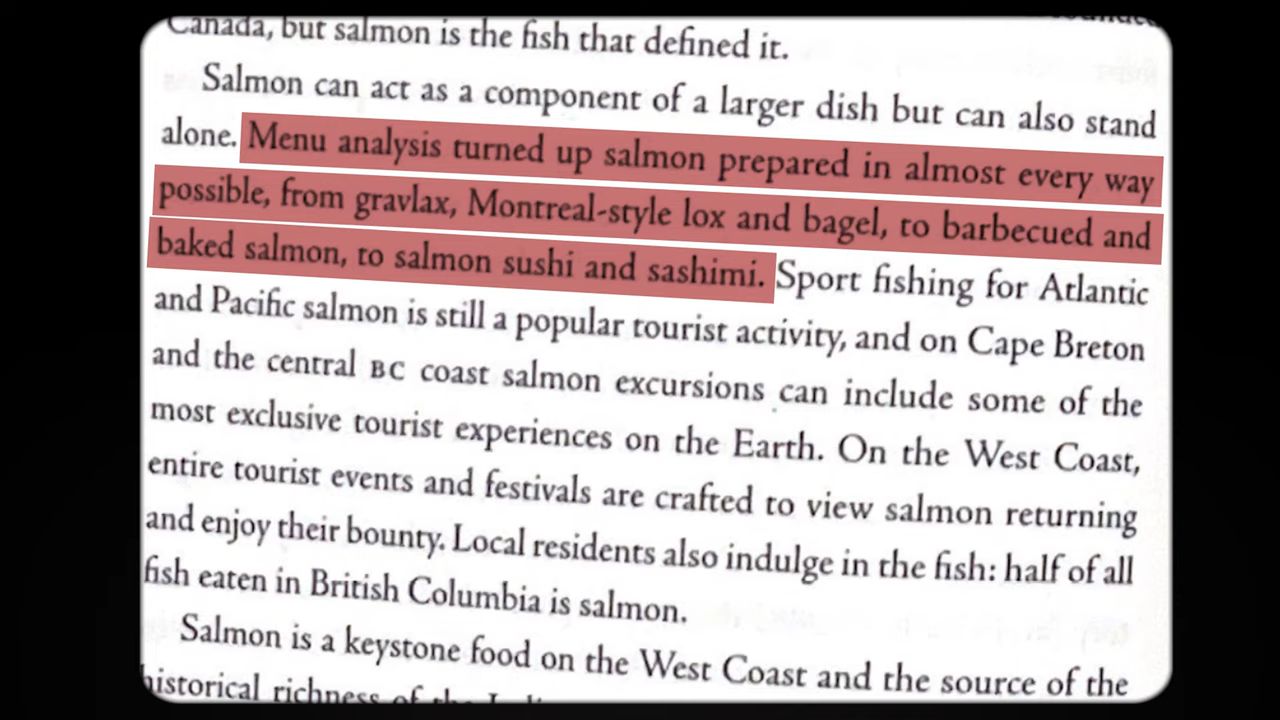 Canada, but salmon is the fish that defined it.
Salmon can act as a component of a larger dish but can also stand
alone. Menu analysis turned up salmon prepared in almost every way
possible, from gravlax, Montreal-style lox and bagel, to barbecued and
baked salmon, to salmon sushi and sashimi. Sport fishing for Atlantic
and Pacific salmon is still a popular tourist activity, and on Cape Breton
and the central BC coast salmon excursions can include some of the
most exclusive tourist experiences on the Earth. On the West Coast,
entire tourist events and festivals are crafted to view salmon returning
and enjoy their bounty. Local residents also indulge in the fish: half of all
fish eaten in British Columbia is salmon.
Salmon is a keystone food on the West Coast and the source of the
historical richness of the